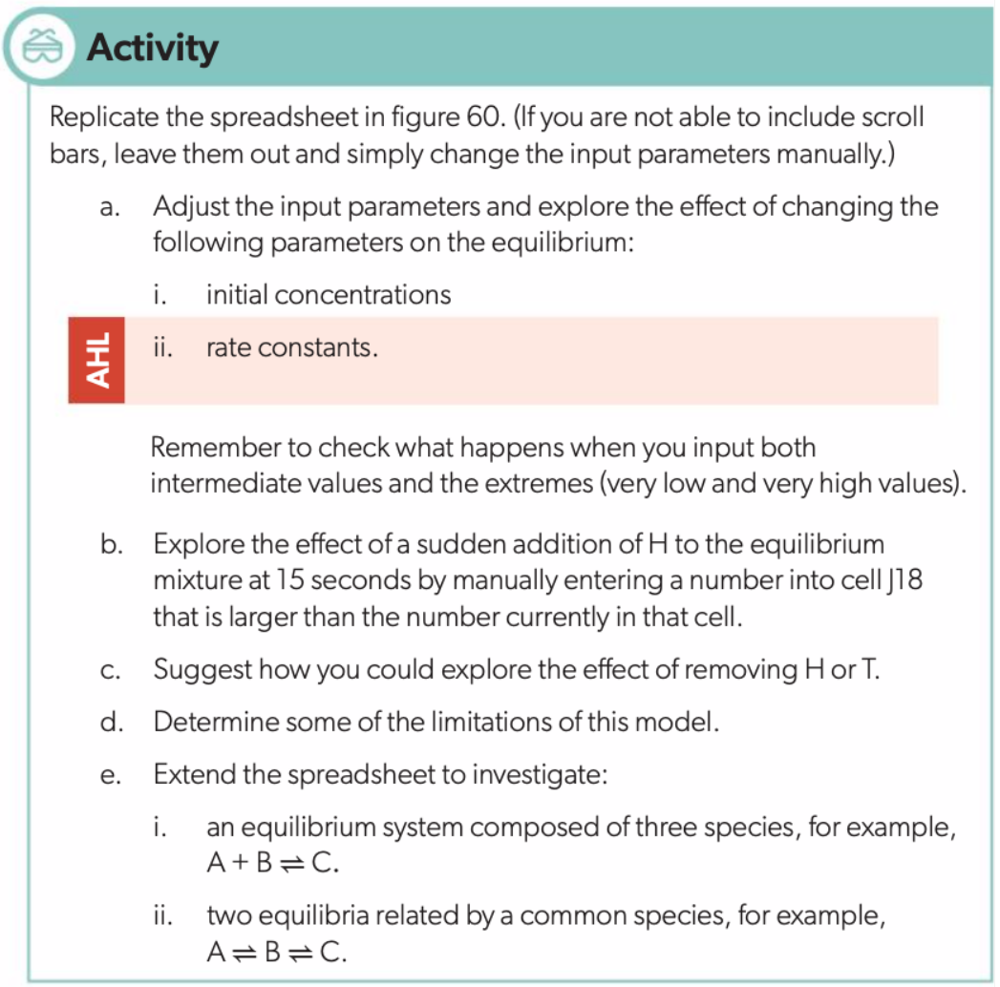 Activity
Replicate the spreadsheet in figure 60. (If you are not able to include scroll
bars, leave them out and simply change the input parameters manually.)
a. Adjust the input parameters and explore the effect of changing the
following parameters on the equilibrium:
i. initial concentrations
AHL
ii. rate constants.
Remember to check what happens when you input both
intermediate values and the extremes (very low and very high values).
b. Explore the effect of a sudden addition of H to the equilibrium
mixture at 15 seconds by manually entering a number into cell J18
that is larger than the number currently in that cell.
c. Suggest how you could explore the effect of removing H or T.
d. Determine some of the limitations of this model.
e. Extend the spreadsheet to investigate:
i. an equilibrium system composed of three species, for example,
A + B ⇌ C.
ii. two equilibria related by a common species, for example,
A ⇌ B ⇌ C.